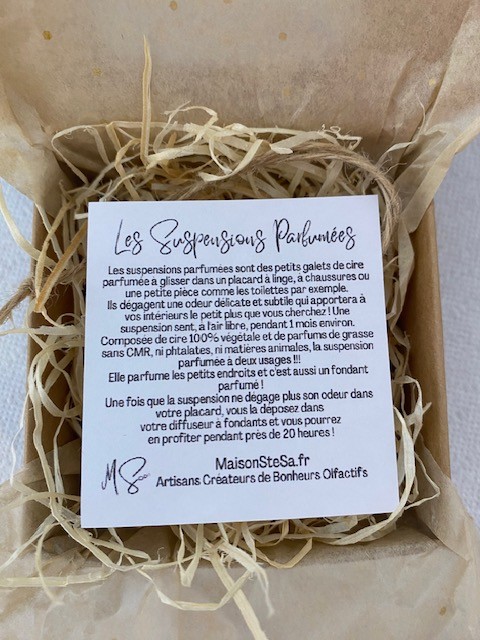 Les Suspensions Parfumées
Les suspensions parfumées sont des petits galets de cire
parfumée à glisser dans un placard à linge, à chaussures ou
une petite pièce comme les toilettes par exemple.
Ils dégagent une odeur délicate et subtile qui apportera à
vos intérieurs le petit plus que vous cherchez ! Une
suspension sent, à l'air libre, pendant 1 mois environ.
Composée de cire 100% végétale et de parfums de grasse
sans CMR, ni phtalates, ni matières animales, la suspension
parfumée à deux usages !!!
Elle parfume les petits endroits et c'est aussi un fondant
parfumé !
Une fois que la suspension ne dégage plus son odeur dans
votre placard, vous la déposez dans
votre diffuseur à fondants et vous pourrez
en profiter pendant près de 20 heures !
MaisonSteSa.fr
Artisans Créateurs de Bonheurs Olfactifs